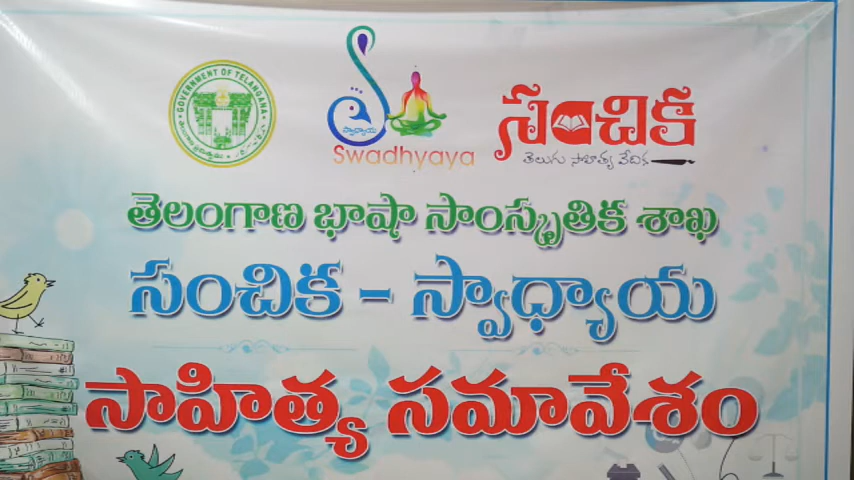 GOVERNMENT OF TELANGANA
స్వాధ్యాయ
Swadhyaya
సంచిక
తెలుగు సాహిత్య వేదిక
తెలంగాణ భాషా సాంస్కృతిక శాఖ
సంచిక - స్వాధ్యాయ
సాహిత్య సమావేశం